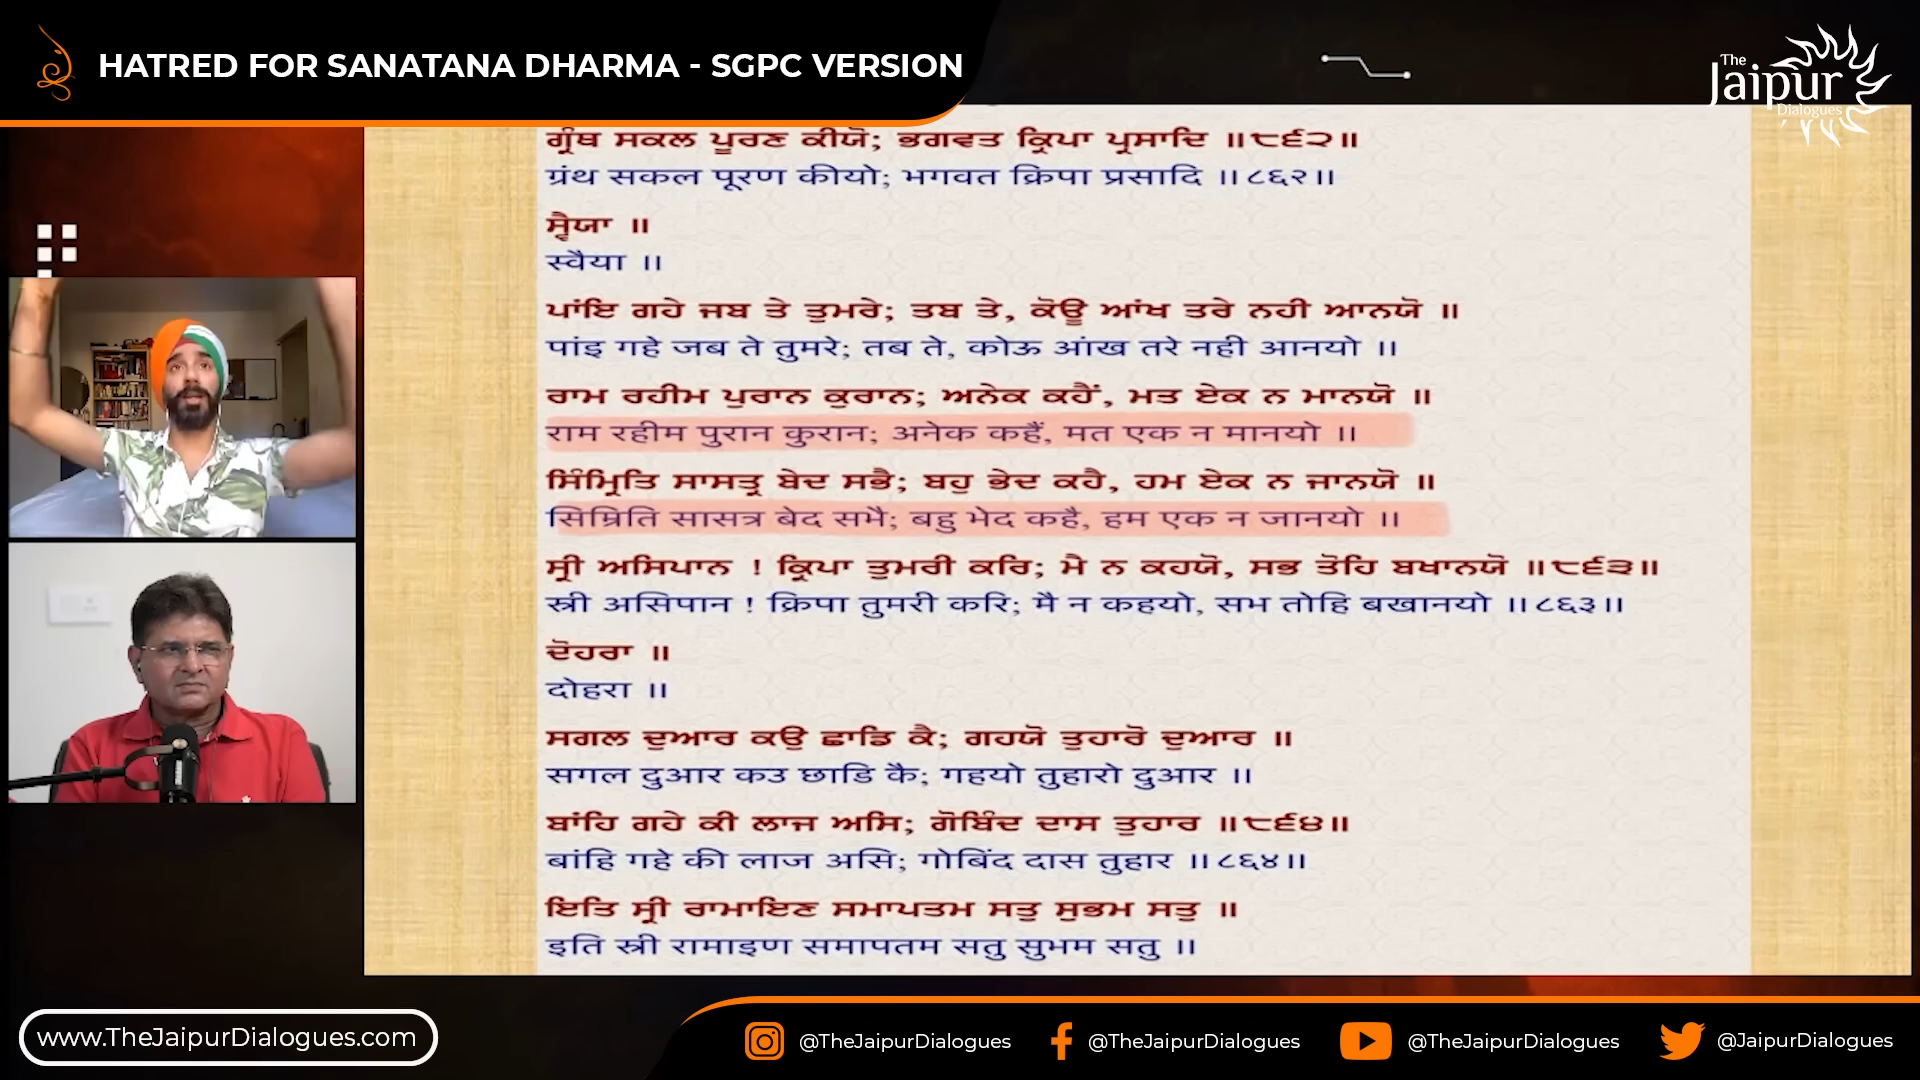 HATRED FOR SANATANA DHARMA - SGPC VERSION
The
Jaipur
Dialogues
ਗ੍ਰੰਥ ਸਕਲ ਪੂਰਣ ਕੀਯੋ; ਭਗਵਤ ਕ੍ਰਿਪਾ ਪ੍ਰਸਾਦਿ ॥੮੬੨॥
ग्रंथ सकल पूरण कीयो; भगवत क्रिपा प्रसादि ॥८६२॥
ਸ੍ਵੈਯਾ ॥
स्वैया ॥
ਪਾਂਇ ਗਹੇ ਜਬ ਤੇ ਤੁਮਰੇ; ਤਬ ਤੇ, ਕੋਊ ਆਂਖ ਤਰੇ ਨਹੀ ਆਨਯੋ ॥
पांइ गहे जब ते तुमरे; तब ते, कोऊ आंख तरे नही आनयो ॥
ਰਾਮ ਰਹੀਮ ਪੁਰਾਨ ਕੁਰਾਨ; ਅਨੇਕ ਕਹੈਂ, ਮਤ ਏਕ ਨ ਮਾਨਯੋ ॥
राम रहीम पुरान कुरान; अनेक कहैं, मत एक न मानयो ॥
ਸਿੰਮ੍ਰਿਤਿ ਸਾਸਤ੍ਰ ਬੇਦ ਸਭੈ; ਬਹੁ ਭੇਦ ਕਹੈ, ਹਮ ਏਕ ਨ ਜਾਨਯੋ ॥
सिम्रिति सासत्र बेद सभै; बहु भेद कहै, हम एक न जानयो ॥
ਸ੍ਰੀ ਅਸਿਪਾਨ ! ਕ੍ਰਿਪਾ ਤੁਮਰੀ ਕਰਿ; ਮੈ ਨ ਕਹਯੋ, ਸਭ ਤੋਹਿ ਬਖਾਨਯੋ ॥੮੬੩॥
स्री असिपान ! क्रिपा तुमरी करि; मै न कहयो, सभ तोहि बखानयो ॥८६३॥
ਦੋਹਰਾ ॥
दोहरा ॥
ਸਗਲ ਦੁਆਰ ਕਉ ਛਾਡਿ ਕੈ; ਗਹਯੋ ਤੁਹਾਰੋ ਦੁਆਰ ॥
सगल दुआर कउ छाडि कै; गहयो तुहारो दुआर ॥
ਬਾਂਹਿ ਗਹੇ ਕੀ ਲਾਜ ਅਸਿ; ਗੋਬਿੰਦ ਦਾਸ ਤੁਹਾਰ ॥੮੬੪॥
बांहि गहे की लाज असि; गोबिंद दास तुहार ॥८६४॥
ਇਤਿ ਸ੍ਰੀ ਰਾਮਾਇਣ ਸਮਾਪਤਮ ਸਤੁ ਸੁਭਮ ਸਤੁ ॥
इति स्री रामाइण समापतम सतु सुभम सतु ॥
www.TheJaipurDialogues.com
@TheJaipurDialogues
@TheJaipurDialogues
@TheJaipurDialogues
@JaipurDialogues